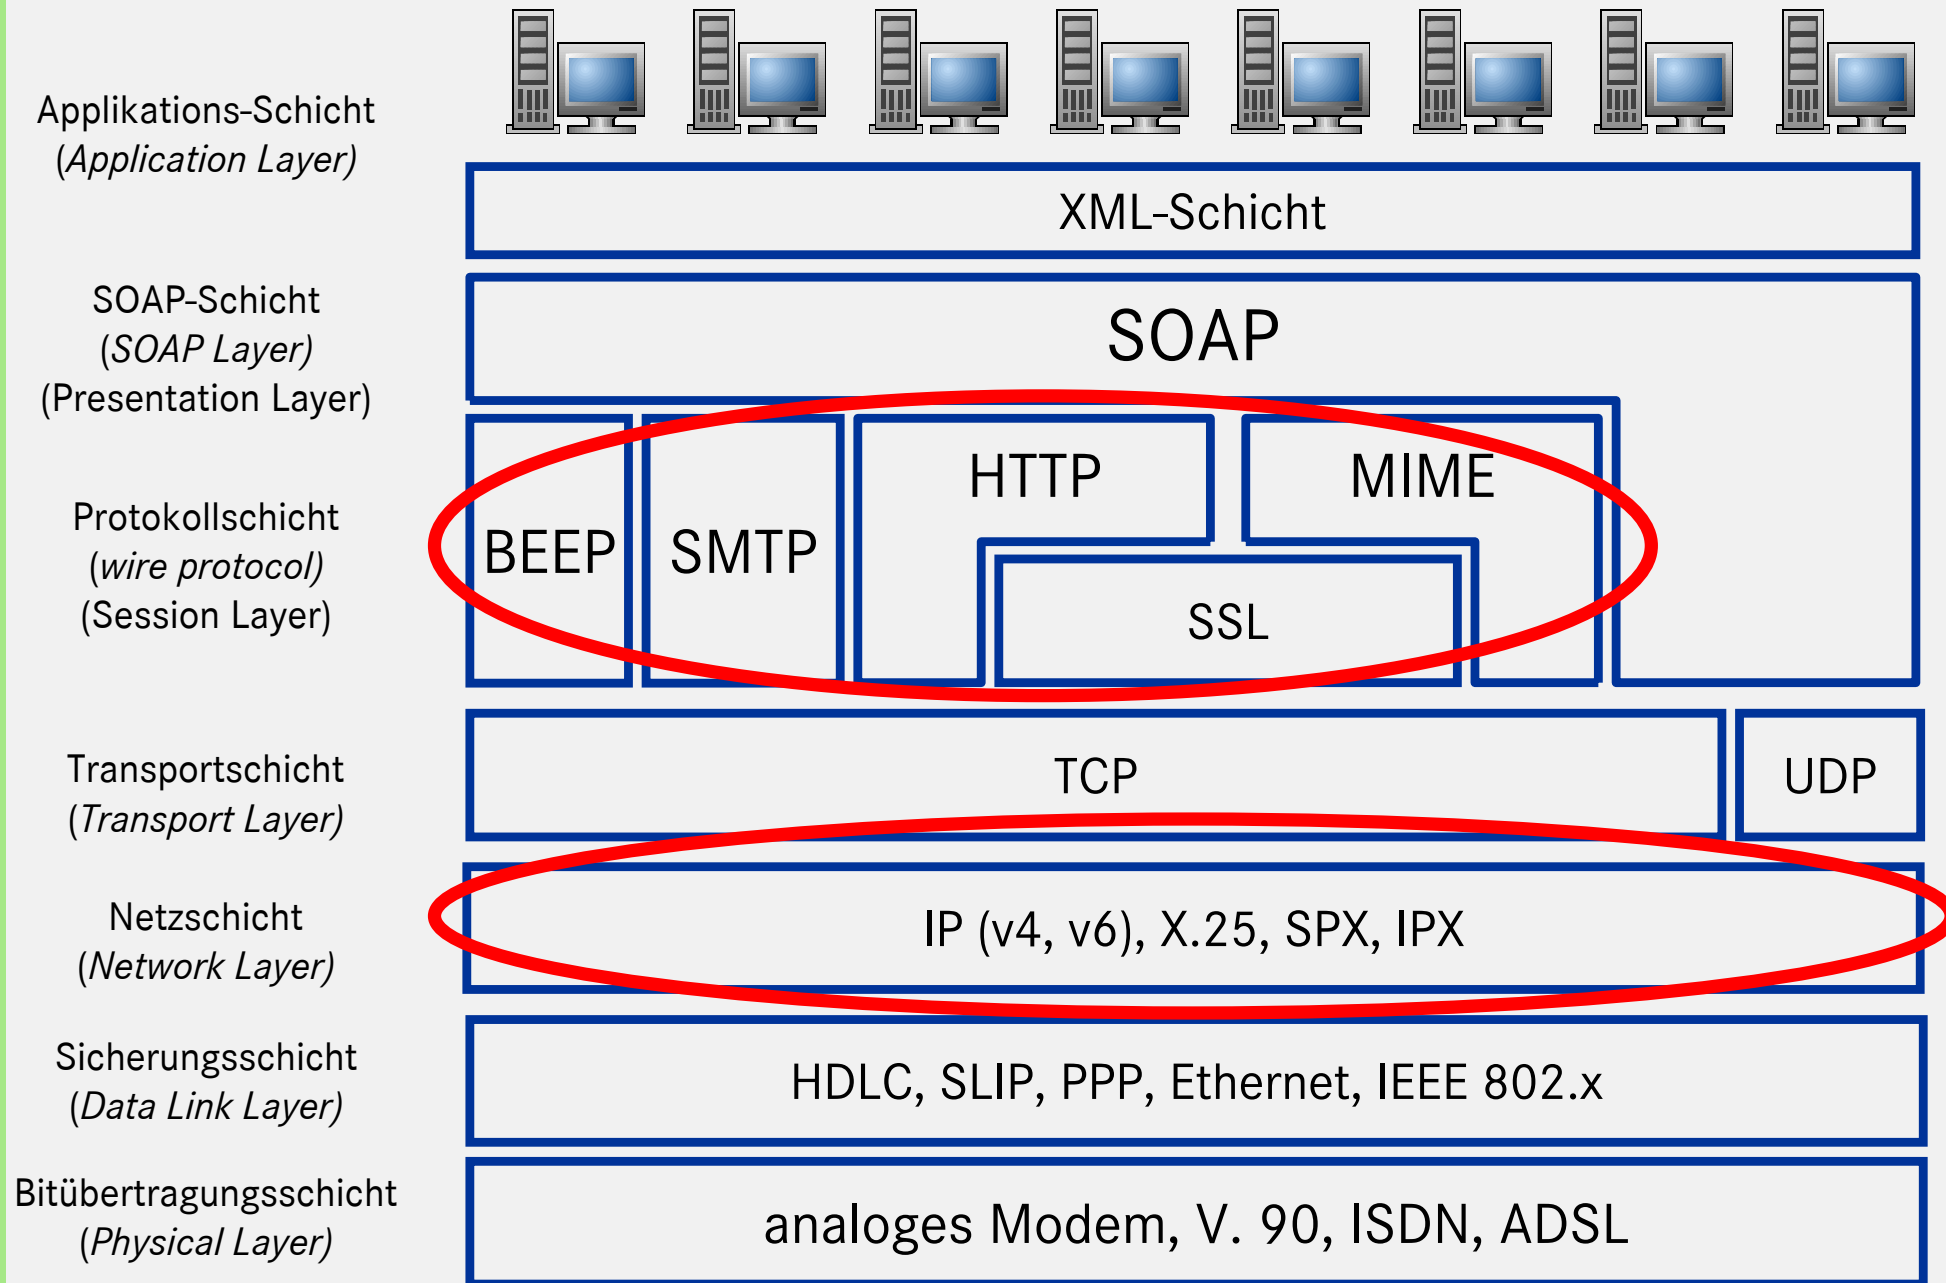 Applikations-Schicht
(Application Layer)
XML-Schicht
SOAP-Schicht
(SOAP Layer)
(Presentation Layer)
SOAP
Protokollschicht
(wire protocol)
(Session Layer)
BEEP
SMTP
HTTP
MIME
SSL
Transportschicht
(Transport Layer)
TCP
UDP
Netzschicht
(Network Layer)
IP (v4, v6), X.25, SPX, IPX
Sicherungsschicht
(Data Link Layer)
HDLC, SLIP, PPP, Ethernet, IEEE 802.x
Bitübertragungsschicht
(Physical Layer)
analoges Modem, V. 90, ISDN, ADSL